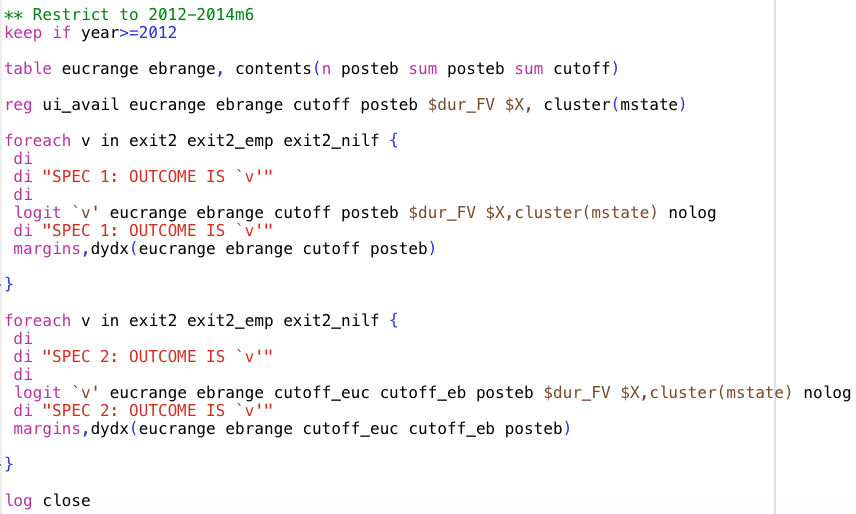 ** Restrict to 2012-2014m6
keep if year>=2012
table eucrange ebrange, contents(n posteb sum posteb sum cutoff)
reg ui_avail eucrange ebrange cutoff posteb $dur_FV $X, cluster(mstate)
foreach v in exit2 exit2_emp exit2_nilf {
di
di "SPEC 1: OUTCOME IS `v'"
di
logit `v' eucrange ebrange cutoff posteb $dur_FV $X,cluster(mstate) nolog
di "SPEC 1: OUTCOME IS `v'"
margins,dydx(eucrange ebrange cutoff posteb)
}
foreach v in exit2 exit2_emp exit2_nilf {
di
di "SPEC 2: OUTCOME IS `v'"
di
logit `v' eucrange ebrange cutoff_euc cutoff_eb posteb $dur_FV $X,cluster(mstate) nolog
di "SPEC 2: OUTCOME IS `v'"
margins,dydx(eucrange ebrange cutoff_euc cutoff_eb posteb)
}
log close